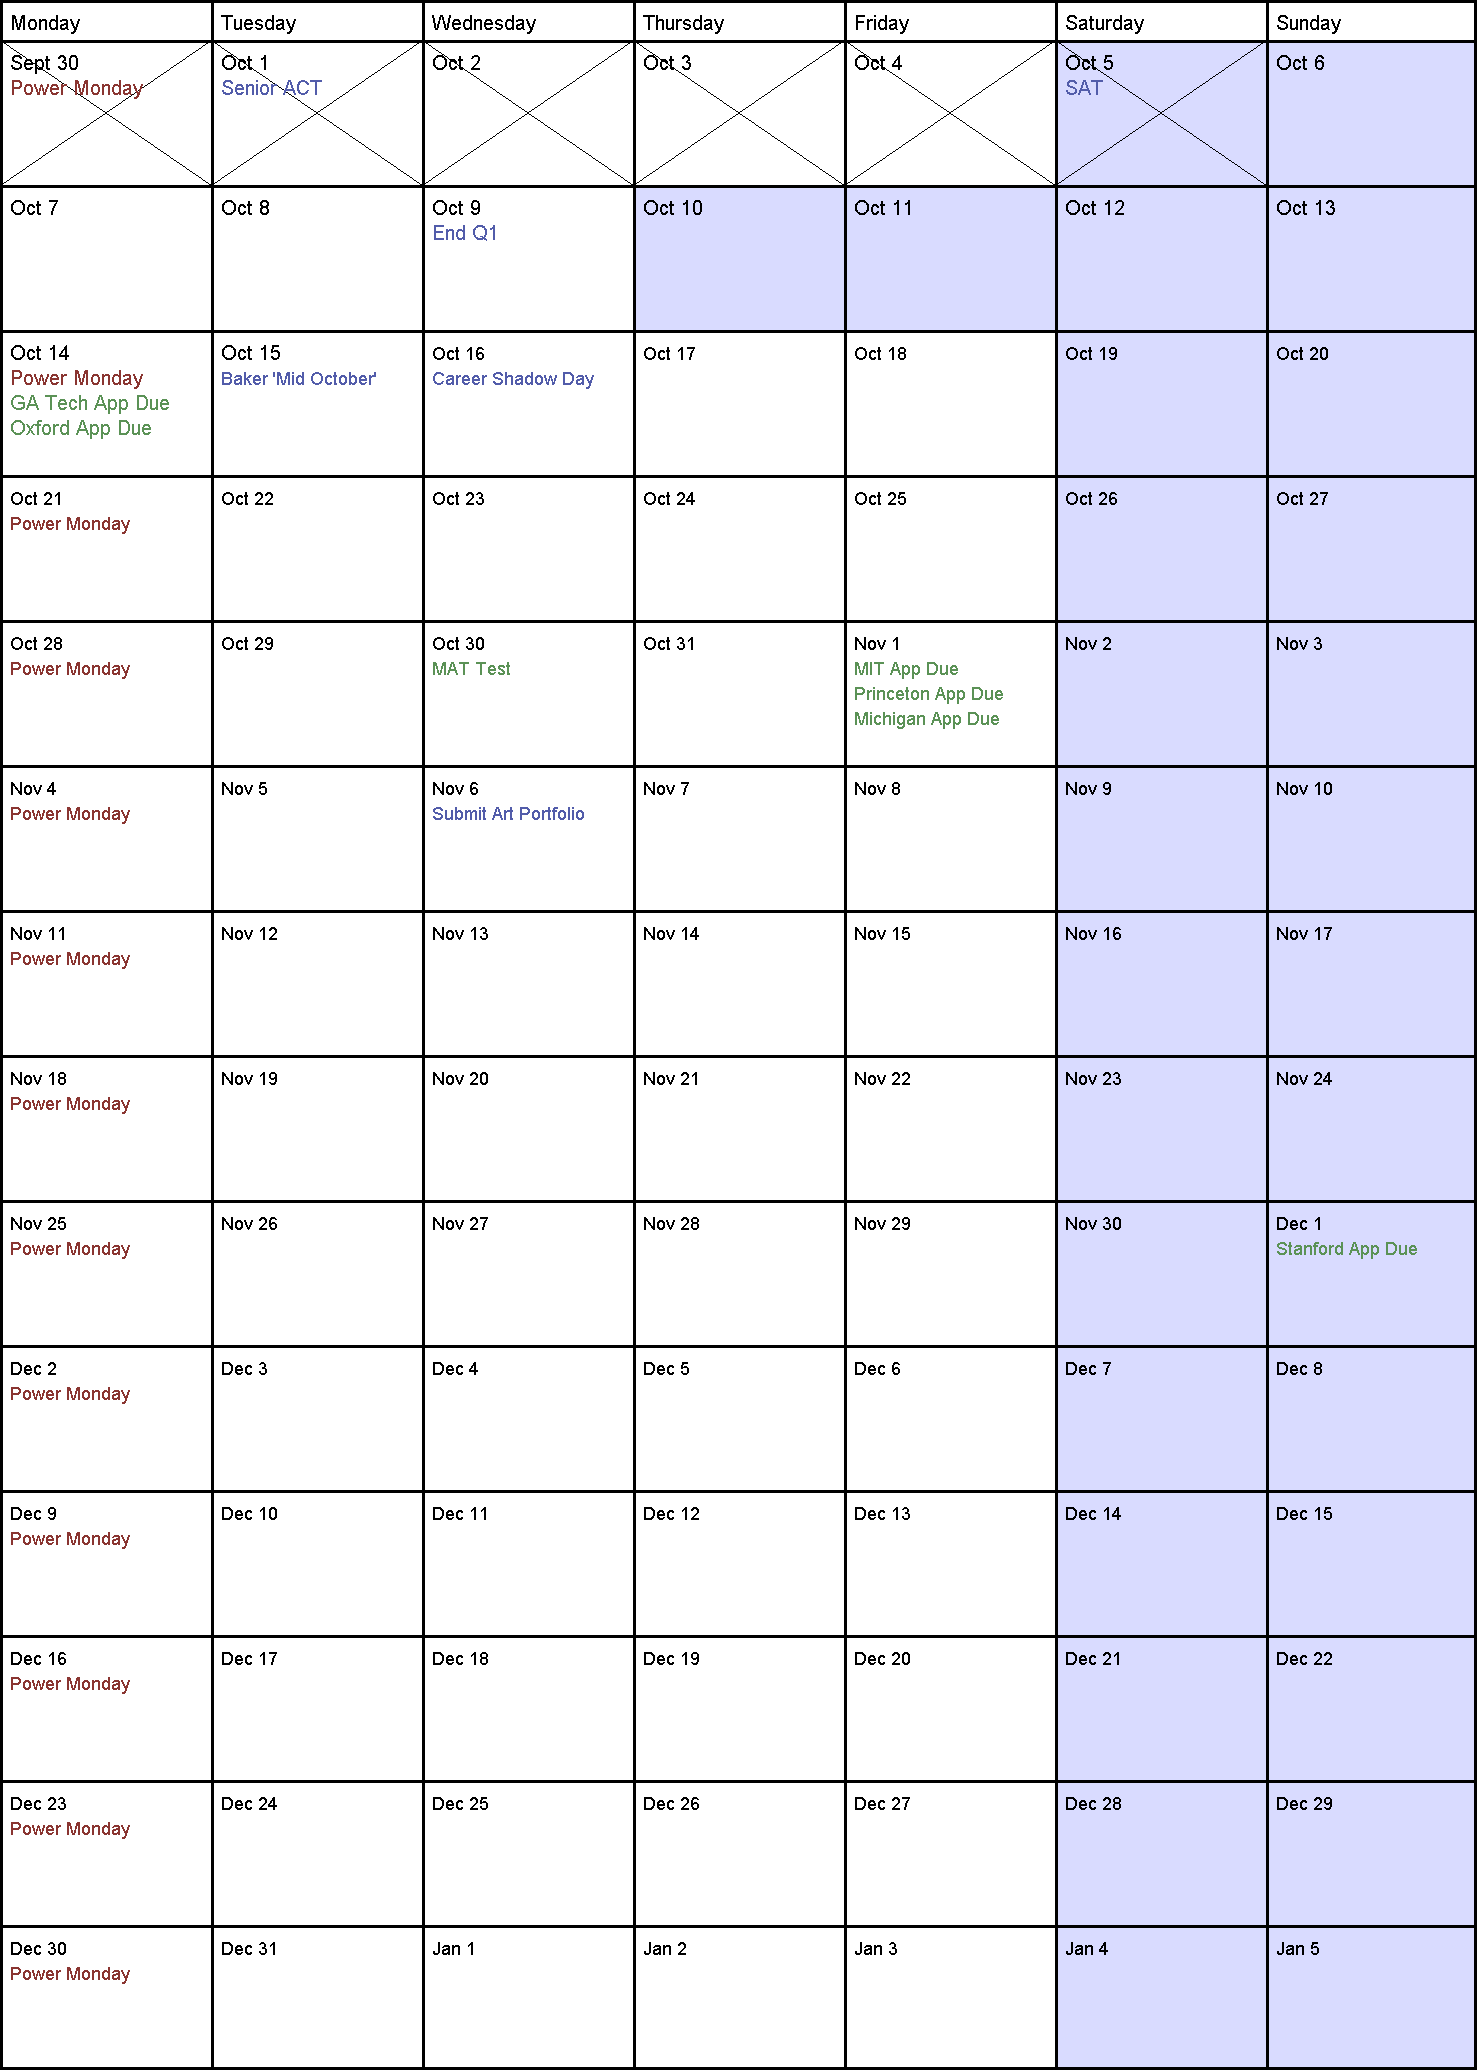 Monday
Tuesday
Wednesday
Thursday
Friday
Saturday
Sunday
Sept 30
Power Monday
Oct 1
Senior ACT
Oct 2
Oct 3
Oct 4
Oct 5
SAT
Oct 6
Oct 7
Oct 8
Oct 9
End Q1
Oct 10
Oct 11
Oct 12
Oct 13
Oct 14
Power Monday
GA Tech App Due
Oxford App Due
Oct 15
Baker 'Mid October'
Oct 16
Career Shadow Day
Oct 17
Oct 18
Oct 19
Oct 20
Oct 21
Power Monday
Oct 22
Oct 23
Oct 24
Oct 25
Oct 26
Oct 27
Oct 28
Power Monday
Oct 29
Oct 30
MAT Test
Oct 31
Nov 1
MIT App Due
Princeton App Due
Michigan App Due
Nov 2
Nov 3
Nov 4
Power Monday
Nov 5
Nov 6
Submit Art Portfolio
Nov 7
Nov 8
Nov 9
Nov 10
Nov 11
Power Monday
Nov 12
Nov 13
Nov 14
Nov 15
Nov 16
Nov 17
Nov 18
Power Monday
Nov 19
Nov 20
Nov 21
Nov 22
Nov 23
Nov 24
Nov 25
Power Monday
Nov 26
Nov 27
Nov 28
Nov 29
Nov 30
Dec 1
Stanford App Due
Dec 2
Power Monday
Dec 3
Dec 4
Dec 5
Dec 6
Dec 7
Dec 8
Dec 9
Power Monday
Dec 10
Dec 11
Dec 12
Dec 13
Dec 14
Dec 15
Dec 16
Power Monday
Dec 17
Dec 18
Dec 19
Dec 20
Dec 21
Dec 22
Dec 23
Power Monday
Dec 24
Dec 25
Dec 26
Dec 27
Dec 28
Dec 29
Dec 30
Power Monday
Dec 31
Jan 1
Jan 2
Jan 3
Jan 4
Jan 5